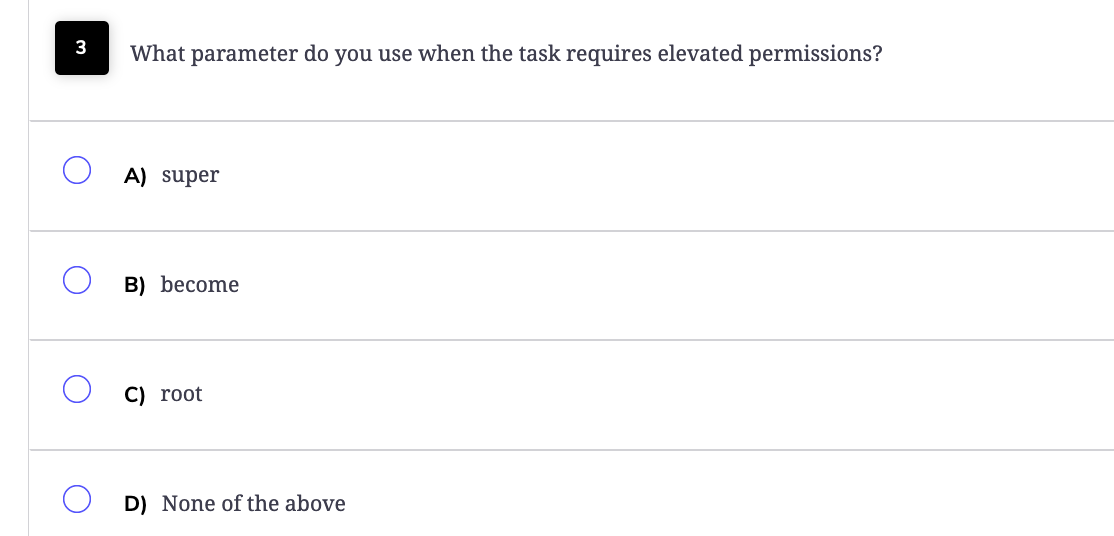 3
What parameter do you use when the task requires elevated permissions?
A) super
B) become
C) root
D) None of the above